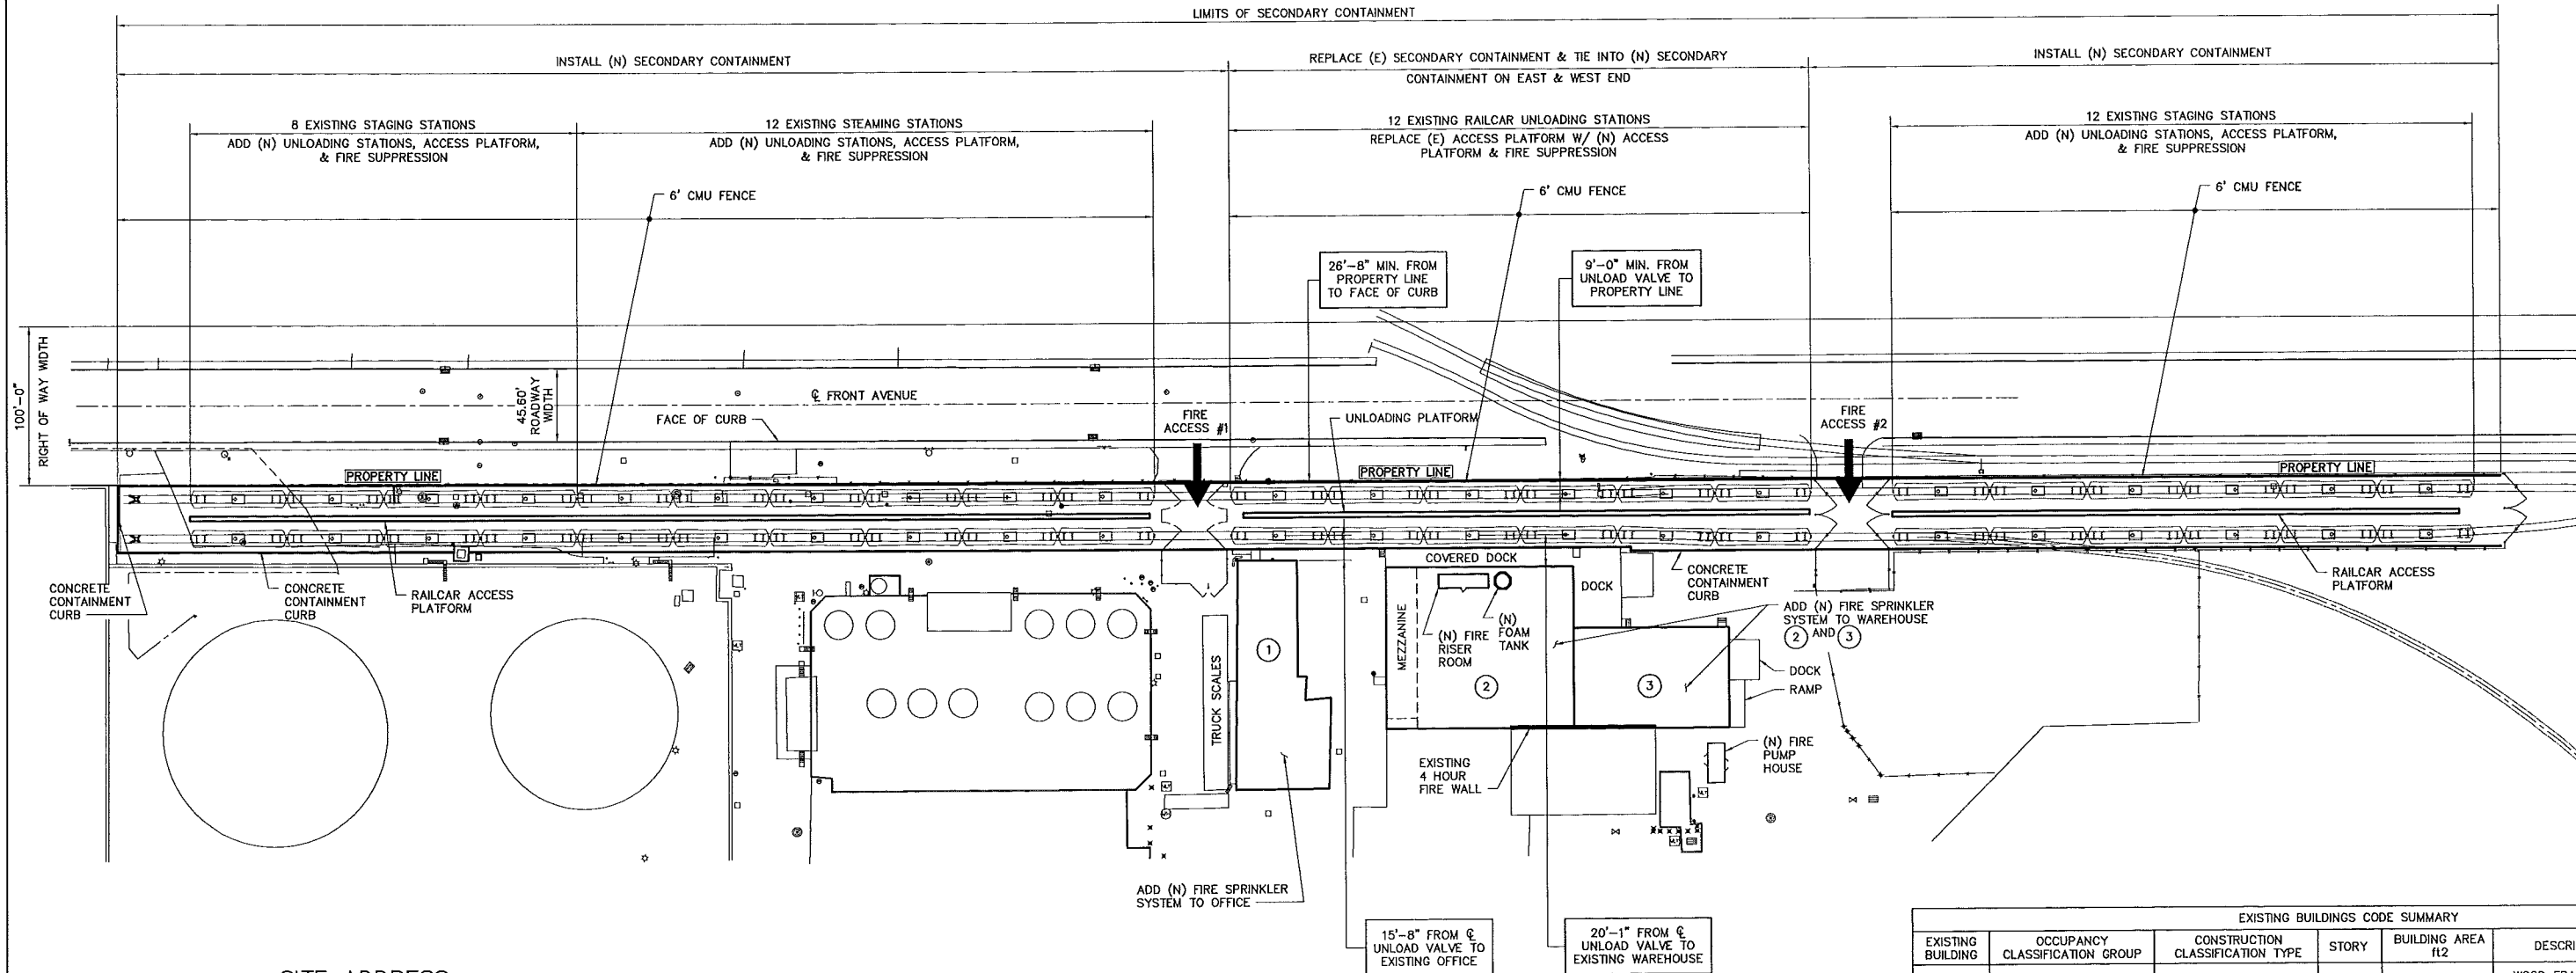 LIMITS OF SECONDARY CONTAINMENT
INSTALL (N) SECONDARY CONTAINMENT
REPLACE (E) SECONDARY CONTAINMENT & TIE INTO (N) SECONDARY
CONTAINMENT ON EAST & WEST END
INSTALL (N) SECONDARY CONTAINMENT
8 EXISTING STAGING STATIONS
ADD (N) UNLOADING STATIONS, ACCESS PLATFORM,
& FIRE SUPPRESSION
12 EXISTING STEAMING STATIONS
ADD (N) UNLOADING STATIONS, ACCESS PLATFORM,
& FIRE SUPPRESSION
12 EXISTING RAILCAR UNLOADING STATIONS
REPLACE (E) ACCESS PLATFORM W/ (N) ACCESS
PLATFORM & FIRE SUPPRESSION
12 EXISTING STAGING STATIONS
ADD (N) UNLOADING STATIONS, ACCESS PLATFORM,
& FIRE SUPPRESSION
6' CMU FENCE
6' CMU FENCE
6' CMU FENCE
26'-8" MIN. FROM
PROPERTY LINE
TO FACE OF CURB
9'-0" MIN. FROM
UNLOAD VALVE TO
PROPERTY LINE
100'-0"
RIGHT OF WAY WIDTH
45.60'
ROADWAY
WIDTH
℄ FRONT AVENUE
FACE OF CURB
FIRE
ACCESS #1
UNLOADING PLATFORM
FIRE
ACCESS #2
PROPERTY LINE
PROPERTY LINE
PROPERTY LINE
CONCRETE
CONTAINMENT
CURB
CONCRETE
CONTAINMENT
CURB
RAILCAR ACCESS
PLATFORM
TRUCK SCALES
1
COVERED DOCK
MEZZANINE
(N) FIRE
RISER
ROOM
(N)
FOAM
TANK
2
DOCK
CONCRETE
CONTAINMENT
CURB
3
ADD (N) FIRE SPRINKLER
SYSTEM TO WAREHOUSE
2 AND 3
DOCK
RAMP
RAILCAR ACCESS
PLATFORM
EXISTING
4 HOUR
FIRE WALL
(N) FIRE
PUMP
HOUSE
ADD (N) FIRE SPRINKLER
SYSTEM TO OFFICE
15'-8" FROM ℄
UNLOAD VALVE TO
EXISTING OFFICE
20'-1" FROM ℄
UNLOAD VALVE TO
EXISTING WAREHOUSE
EXISTING BUILDINGS CODE SUMMARY
EXISTING
BUILDING
OCCUPANCY
CLASSIFICATION GROUP
CONSTRUCTION
CLASSIFICATION TYPE
STORY
BUILDING AREA
ft2
DESCRI